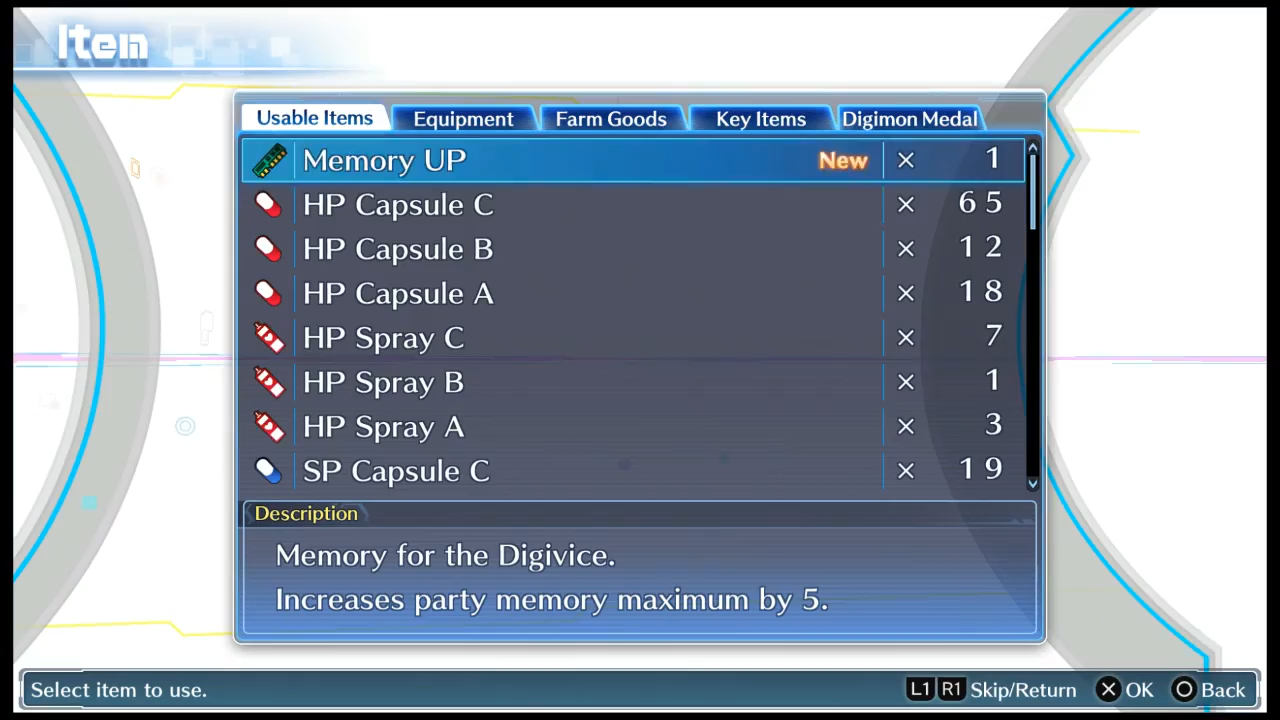 Item
Usable Items Equipment Farm Goods Key Items Digimon Medal
Memory UP New × 1
HP Capsule C × 65
HP Capsule B × 12
HP Capsule A × 18
HP Spray C × 7
HP Spray B × 1
HP Spray A × 3
SP Capsule C × 19
Description
Memory for the Digivice.
Increases party memory maximum by 5.
Select item to use. L1 R1 Skip/Return OK Back